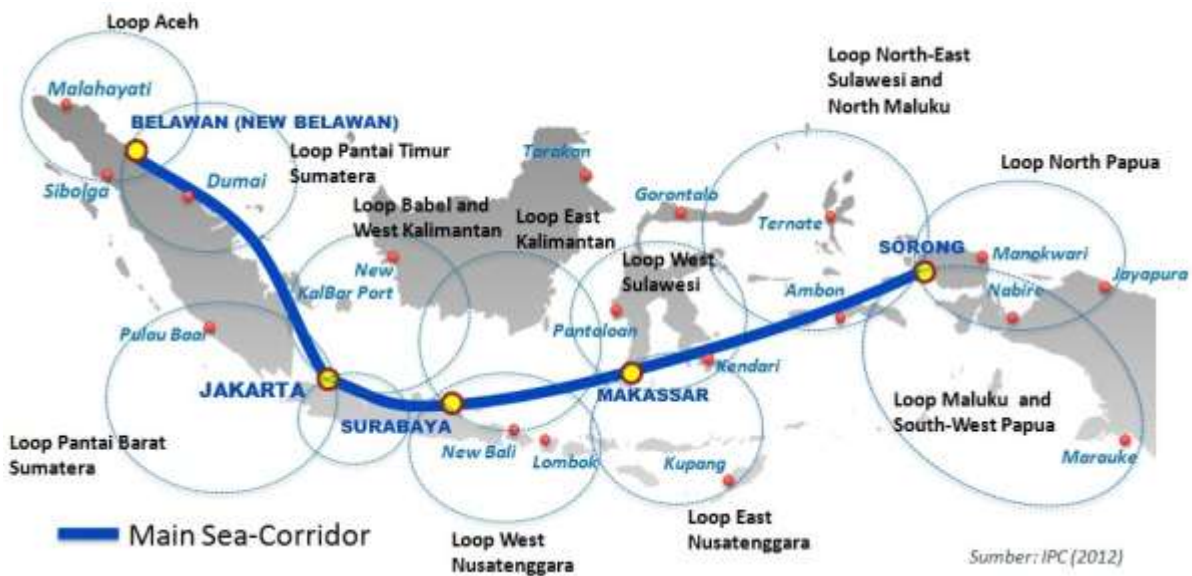 Loop Aceh
Malahayati
BELAWAN (NEW BELAWAN)
Sibolga
Dumai
Loop Pantai Timur
Sumatera
Loop Babel and
West Kalimantan
New
KalBar Port
Tarakan
Loop East
Kalimantan
Gorontalo
Loop West
Sulawesi
Loop North-East
Sulawesi and
North Maluku
Ternate
Loop North Papua
SORONG
Manokwari
Nabire
Jayapura
Ambon
Pulau Baai
Pantoloan
Kendari
JAKARTA
SURABAYA
MAKASSAR
Loop Maluku and
South-West Papua
Marauke
Loop Pantai Barat
Sumatera
New Bali
Lombok
Kupang
Loop West
Nusatenggara
Loop East
Nusatenggara
Main Sea-Corridor
Sumber: IPC (2012)